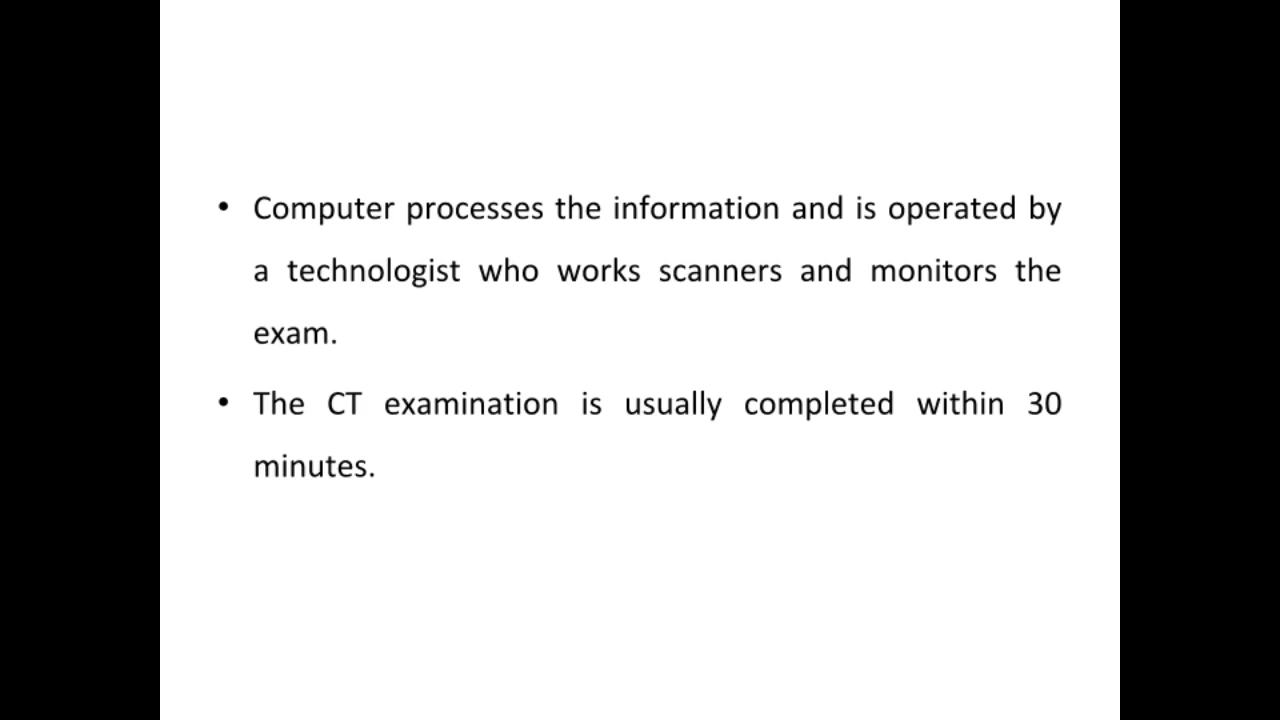 • Computer processes the information and is operated by
a technologist who works scanners and monitors the
exam.
• The CT examination is usually completed within 30
minutes.